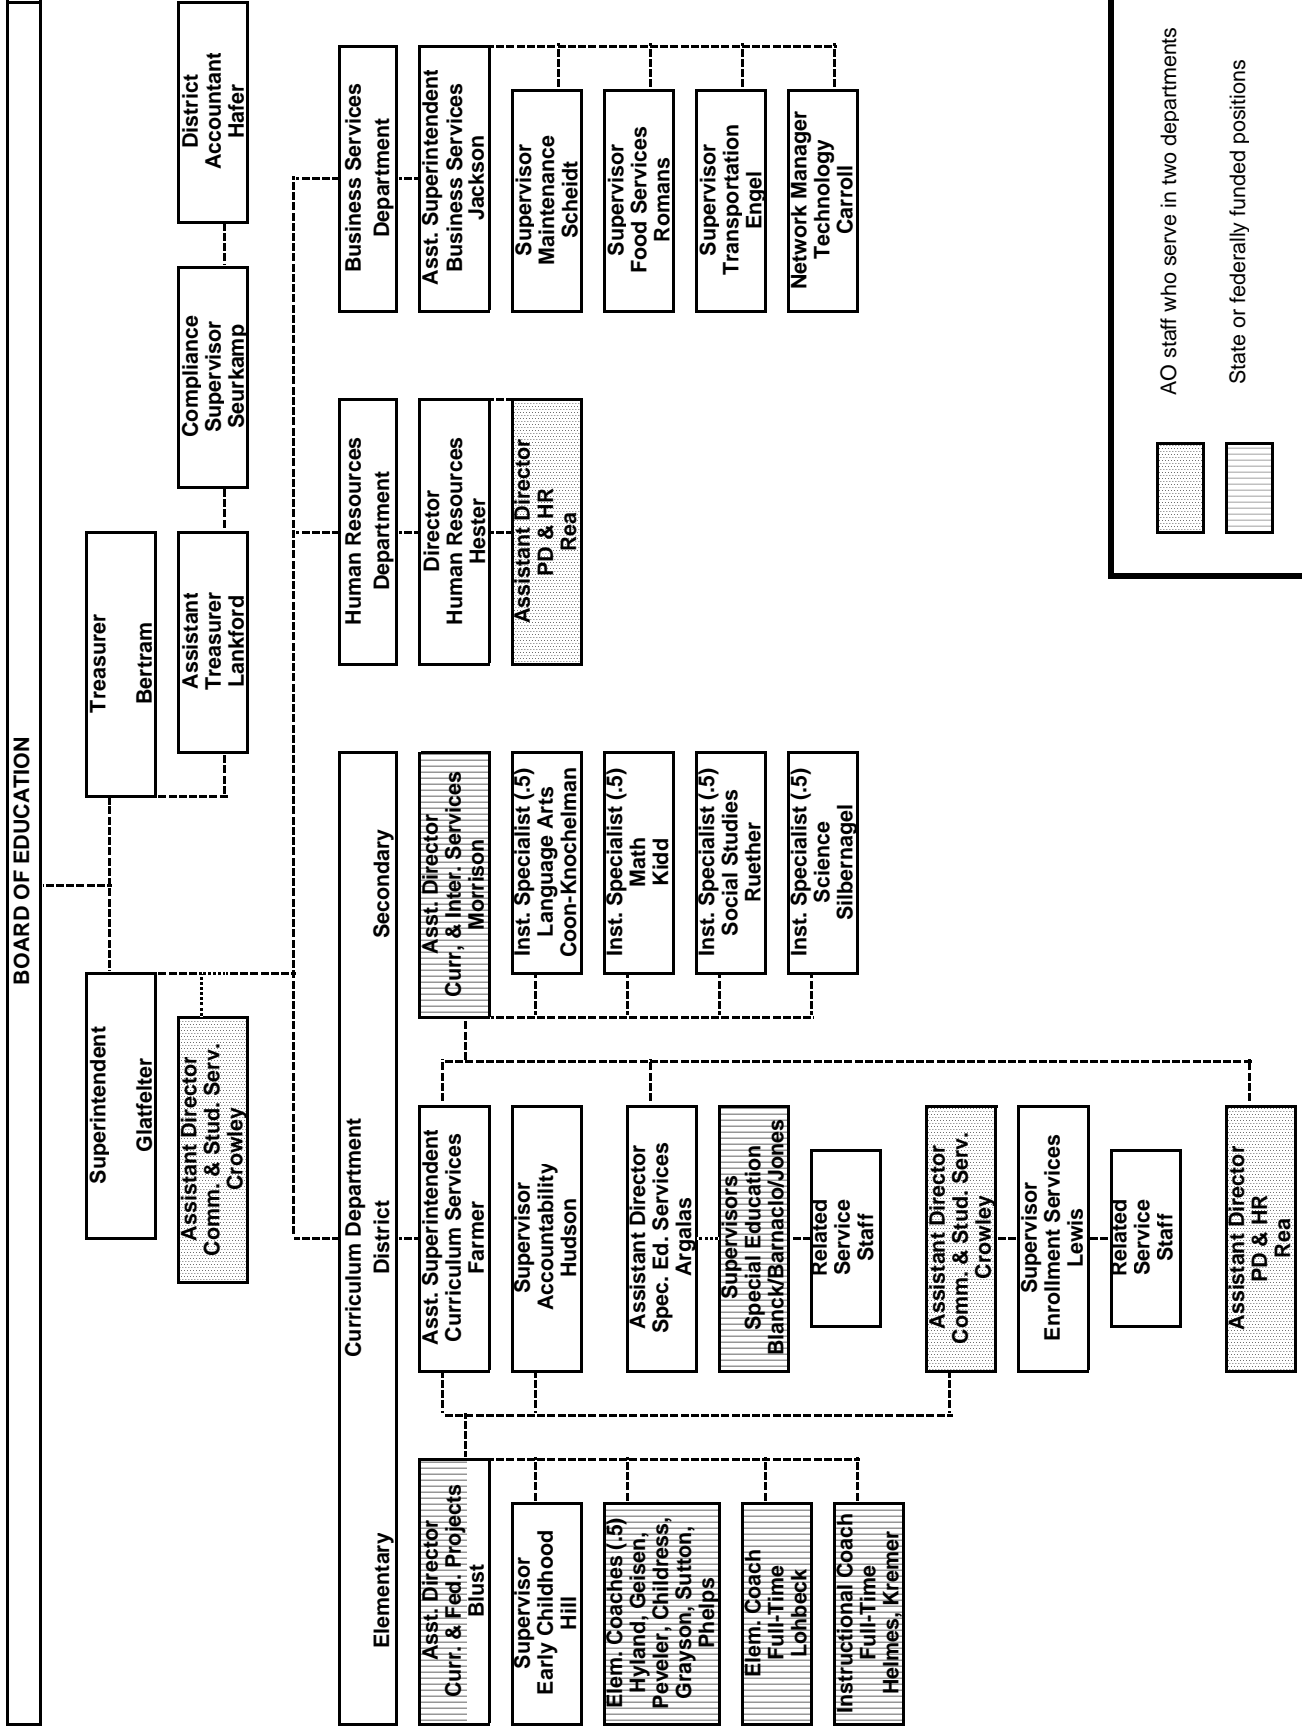 BOARD OF EDUCATION
Superintendent
Glatfelter
Treasurer
Bertram
Assistant Director
Comm. & Stud. Serv.
Crowley
Assistant
Treasurer
Lankford
Compliance
Supervisor
Seurkamp
District
Accountant
Hafer
Curriculum Department
Elementary
District
Secondary
Human Resources
Department
Business Services
Department
Asst. Director
Curr. & Fed. Projects
Blust
Supervisor
Early Childhood
Hill
Elem. Coaches (.5)
Hyland, Geisen,
Peveler, Childress,
Grayson, Sutton,
Phelps
Elem. Coach
Full-Time
Lohbeck
Instructional Coach
Full-Time
Helmes, Kremer
Asst. Superintendent
Curriculum Services
Farmer
Supervisor
Accountability
Hudson
Assistant Director
Spec. Ed. Services
Argalas
Supervisors
Special Education
Blanck/Barnaclo/Jones
Related
Service
Staff
Assistant Director
Comm. & Stud. Serv.
Crowley
Supervisor
Enrollment Services
Lewis
Related
Service
Staff
Assistant Director
PD & HR
Rea
Asst. Director
Curr, & Inter. Services
Morrison
Inst. Specialist (.5)
Language Arts
Coon-Knochelman
Inst. Specialist (.5)
Math
Kidd
Inst. Specialist (.5)
Social Studies
Ruether
Inst. Specialist (.5)
Science
Silbernagel
Director
Human Resources
Hester
Assistant Director
PD & HR
Rea
Asst. Superintendent
Business Services
Jackson
Supervisor
Maintenance
Scheidt
Supervisor
Food Services
Romans
Supervisor
Transportation
Engel
Network Manager
Technology
Carroll
AO staff who serve in two departments
State or federally funded positions